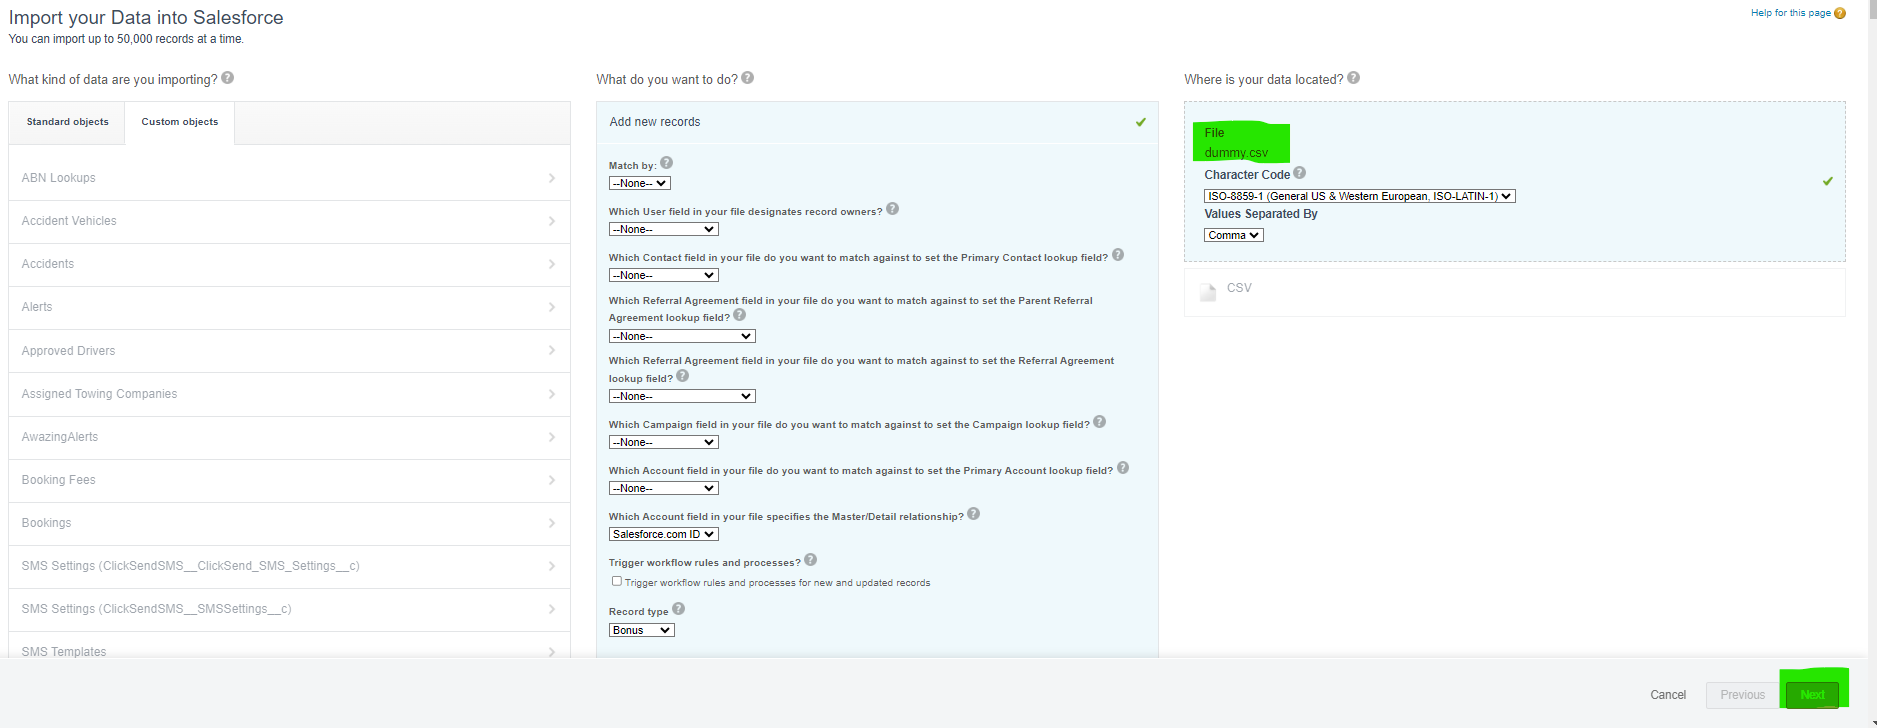 Import your Data into Salesforce
Help for this page
You can import up to 50,000 records at a time.
What kind of data are you importing? ?
Standard objects
Custom objects
ABN Lookups
Accident Vehicles
Accidents
Alerts
Approved Drivers
Assigned Towing Companies
AwazingAlerts
Booking Fees
Bookings
SMS Settings (ClickSendSMS__ClickSend_SMS_Settings__c)
SMS Settings (ClickSendSMS__SMSSettings__c)
SMS Templates
What do you want to do? ?
Add new records
Match by: ?
--None--
Which User field in your file designates record owners? ?
--None--
Which Contact field in your file do you want to match against to set the Primary Contact lookup field? ?
--None--
Which Referral Agreement field in your file do you want to match against to set the Parent Referral
Agreement lookup field? ?
--None--
Which Referral Agreement field in your file do you want to match against to set the Referral Agreement
lookup field? ?
--None--
Which Campaign field in your file do you want to match against to set the Campaign lookup field? ?
--None--
Which Account field in your file do you want to match against to set the Primary Account lookup field? ?
--None--
Which Account field in your file specifies the Master/Detail relationship? ?
Salesforce.com ID
Trigger workflow rules and processes? ?
Trigger workflow rules and processes for new and updated records
Record type ?
Bonus
Where is your data located? ?
File
dummy.csv
Character Code ?
ISO-8859-1 (General US & Western European, ISO-LATIN-1)
Values Separated By
Comma
CSV
Cancel
Previous
Next